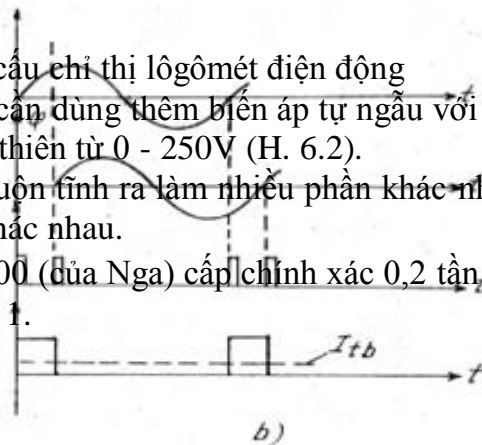 cấu chỉ thị lôgômét điện động
t
φ
cần dùng thêm biến áp tự ngẫu với
thiên từ 0 - 250V (H. 6.2).
uộn tĩnh ra làm nhiều phần khác nh
t
hác nhau.
00 (của Nga) cấp chính xác 0,2 tần
t
1.
Itb
t
b)